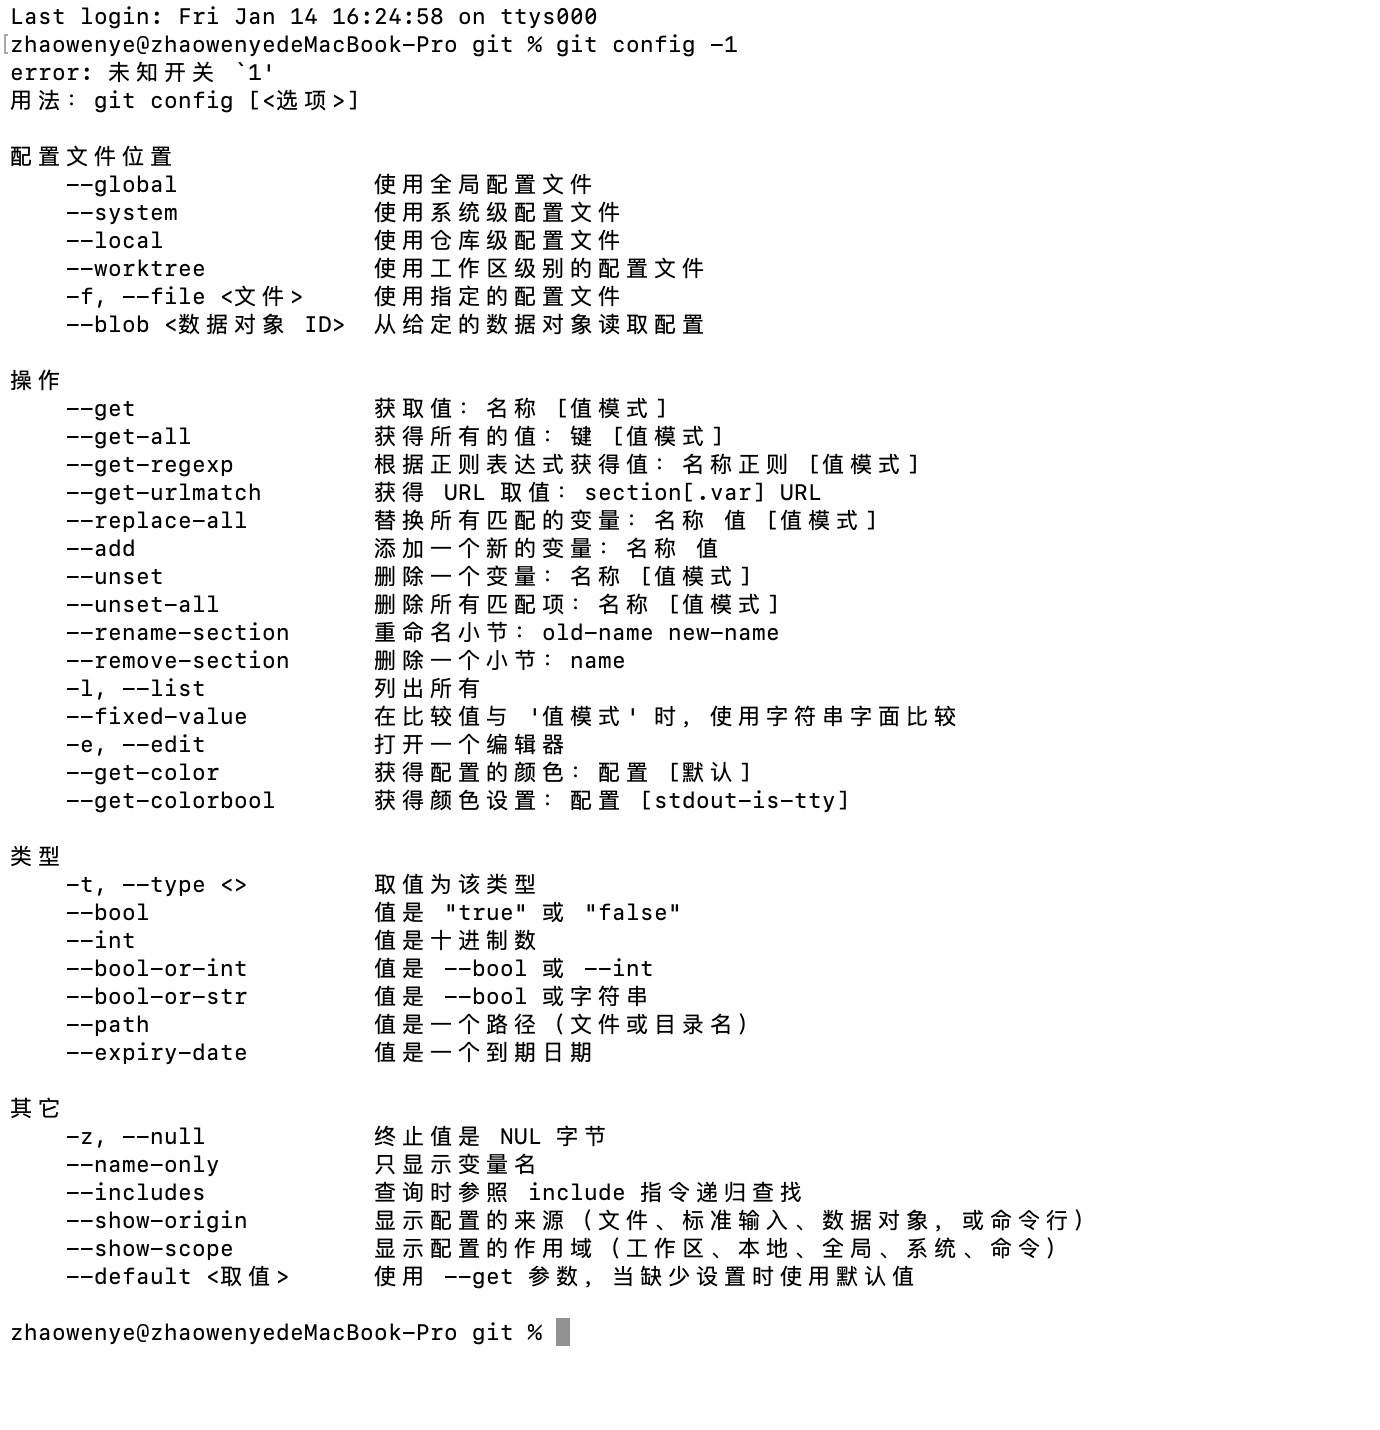 Last login: Fri Jan 14 16:24:58 on ttys000
[zhaowenye@zhaowenyedeMacBook-Pro git % git config -1
error: 未知开关 `1'
用法：git config [<选项>]
配置文件位置
--global 使用全局配置文件
--system 使用系统级配置文件
--local 使用仓库级配置文件
--worktree 使用工作区级别的配置文件
-f, --file <文件> 使用指定的配置文件
--blob <数据对象 ID> 从给定的数据对象读取配置
操作
--get 获取值：名称 [值模式]
--get-all 获得所有的值：键 [值模式]
--get-regexp 根据正则表达式获得值：名称正则 [值模式]
--get-urlmatch 获得 URL 取值：section[.var] URL
--replace-all 替换所有匹配的变量：名称 值 [值模式]
--add 添加一个新的变量：名称 值
--unset 删除一个变量：名称 [值模式]
--unset-all 删除所有匹配项：名称 [值模式]
--rename-section 重命名小节：old-name new-name
--remove-section 删除一个小节：name
-l, --list 列出所有
--fixed-value 在比较值与 '值模式' 时，使用字符串字面比较
-e, --edit 打开一个编辑器
--get-color 获得配置的颜色：配置 [默认]
--get-colorbool 获得颜色设置：配置 [stdout-is-tty]
类型
-t, --type <> 取值为该类型
--bool 值是 "true" 或 "false"
--int 值是十进制数
--bool-or-int 值是 --bool 或 --int
--bool-or-str 值是 --bool 或字符串
--path 值是一个路径（文件或目录名）
--expiry-date 值是一个到期日期
其它
-z, --null 终止值是 NUL 字节
--name-only 只显示变量名
--includes 查询时参照 include 指令递归查找
--show-origin 显示配置的来源（文件、标准输入、数据对象，或命令行）
--show-scope 显示配置的作用域（工作区、本地、全局、系统、命令）
--default <取值> 使用 --get 参数，当缺少设置时使用默认值
zhaowenye@zhaowenyedeMacBook-Pro git %